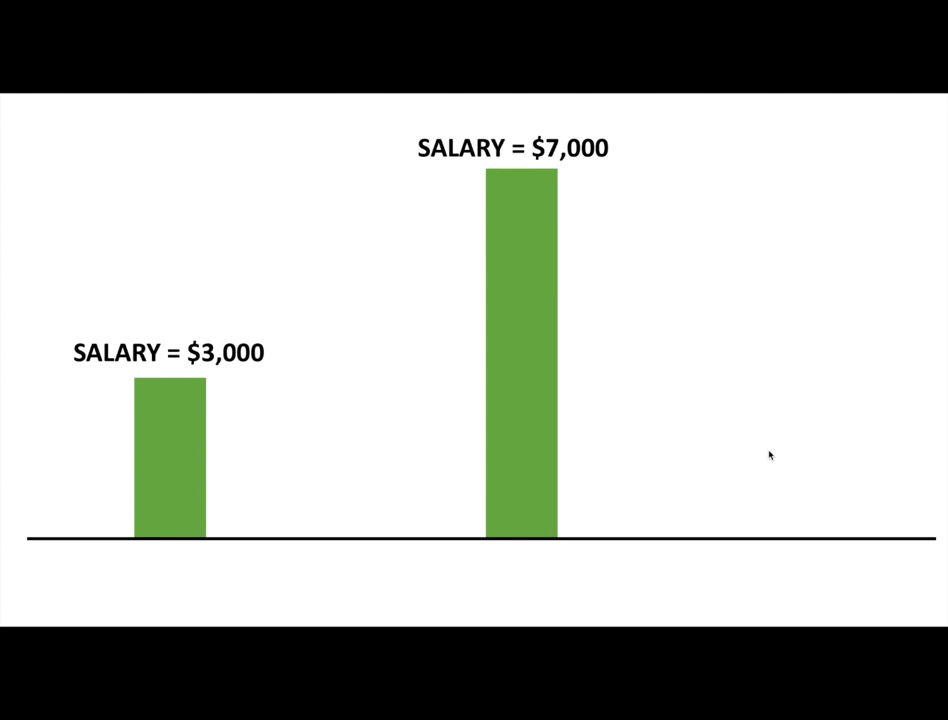 SALARY = $7,000
SALARY = $3,000